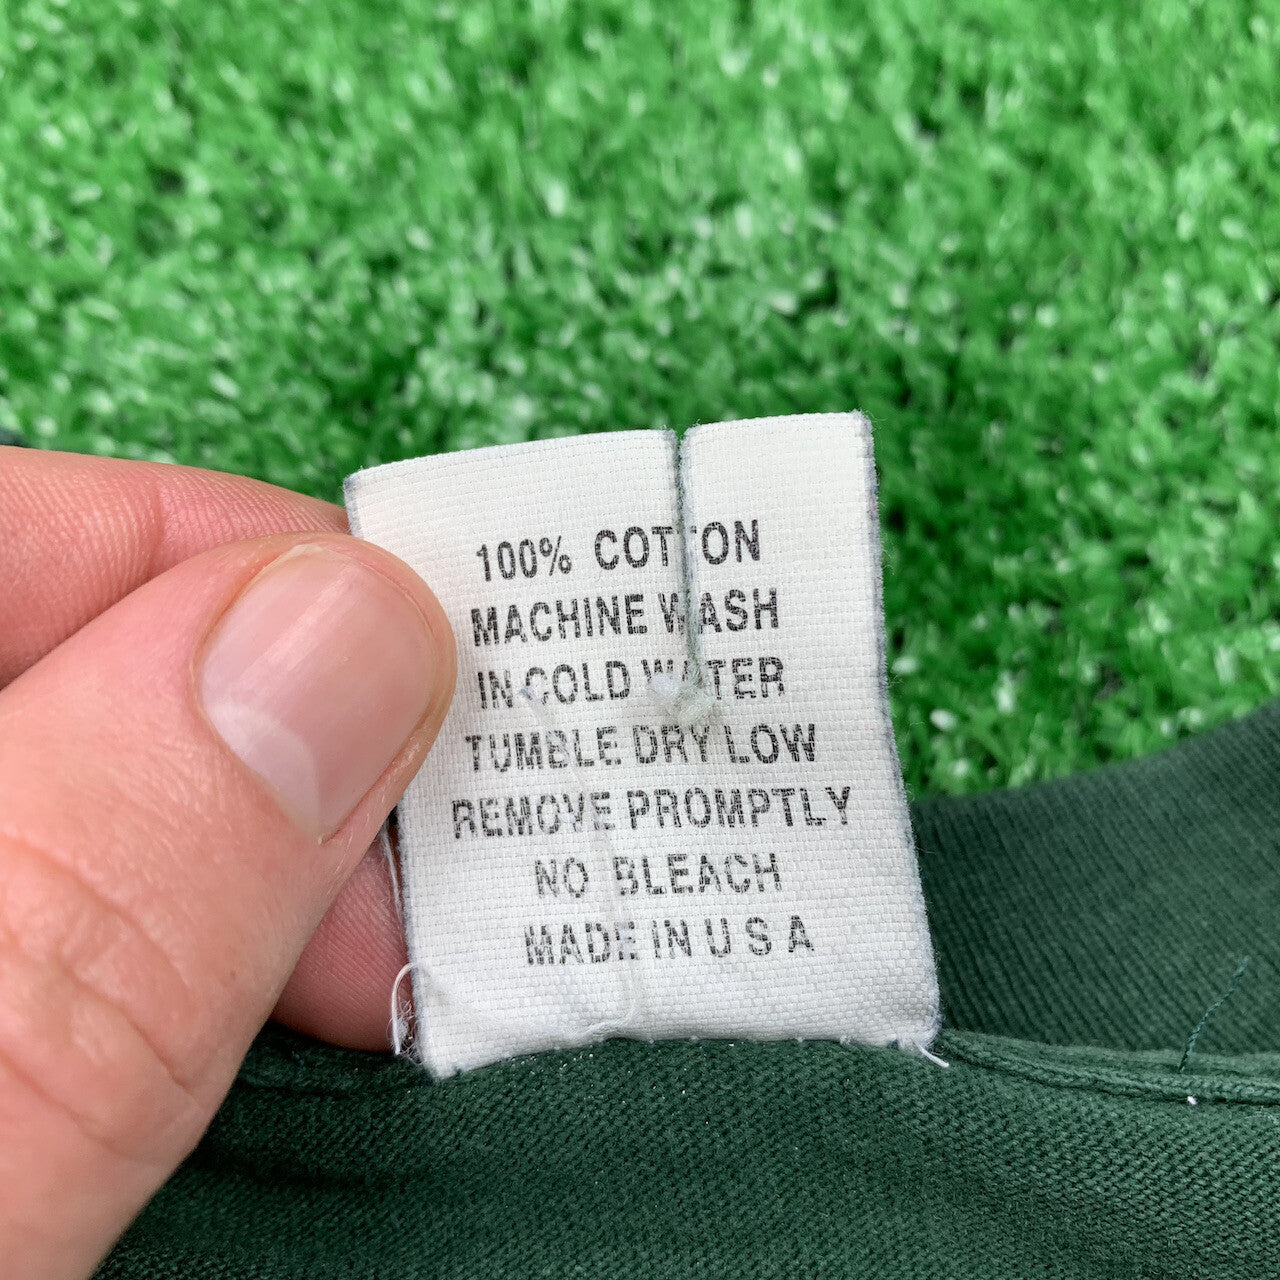 100% COTTON
MACHINE WASH
IN COLD WATER
TUMBLE DRY LOW
REMOVE PROMPTLY
NO BLEACH
MADE IN U S A